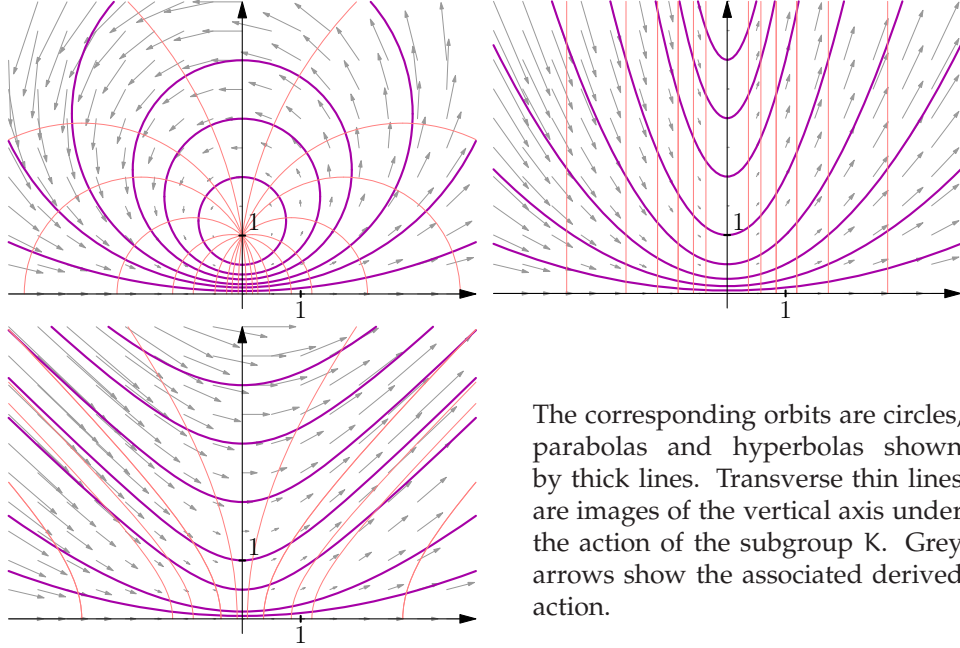 1
1
1
1
1
1
The corresponding orbits are circles,
parabolas and hyperbolas shown
by thick lines. Transverse thin lines
are images of the vertical axis under
the action of the subgroup K. Grey
arrows show the associated derived
action.